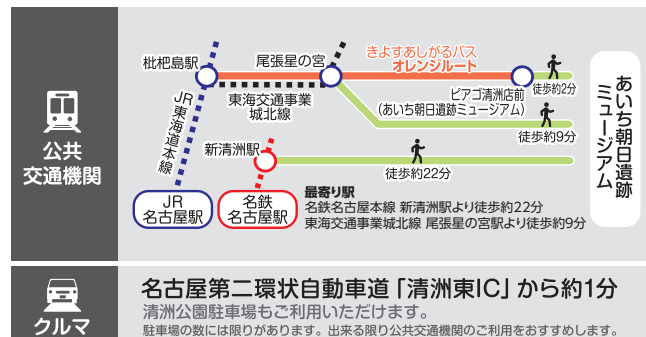 公共
交通機関
枇杷島駅
尾張星の宮
きよすあしがるバス
オレンジルート
東海交通事業
城北線
JR東海道本線
ピアゴ清洲店前
(あいち朝日遺跡ミュージアム)
徒歩約2分
徒歩約9分
新清洲駅
徒歩約22分
JR
名古屋駅
名鉄
名古屋駅
最寄り駅
名鉄名古屋本線 新清洲駅より徒歩約22分
東海交通事業城北線 尾張星の宮駅より徒歩約9分
あいち朝日遺跡
ミュージアム
クルマ
名古屋第二環状自動車道「清洲東IC」から約1分
清洲公園駐車場もご利用いただけます。
駐車場の数には限りがあります。出来る限り公共交通機関のご利用をおすすめします。